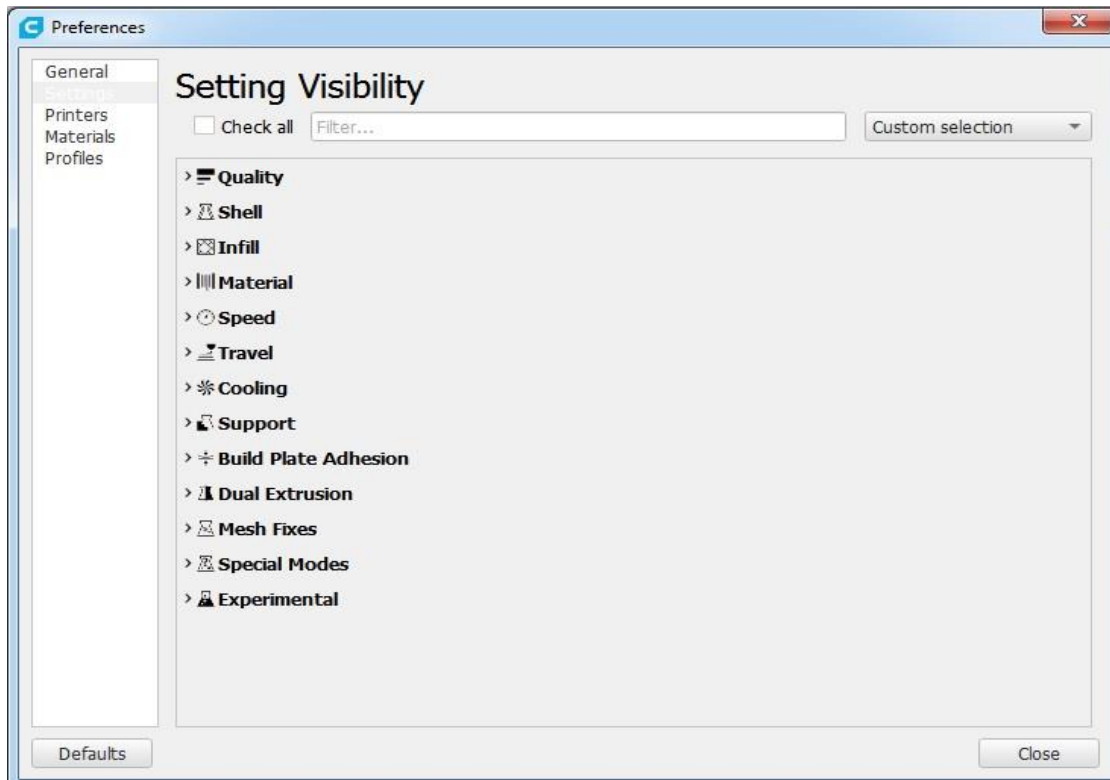 Preferences
General
Settings
Printers
Materials
Profiles
Setting Visibility
Check all
Filter...
Custom selection
Quality
Shell
Infill
Material
Speed
Travel
Cooling
Support
Build Plate Adhesion
Dual Extrusion
Mesh Fixes
Special Modes
Experimental
Defaults
Close